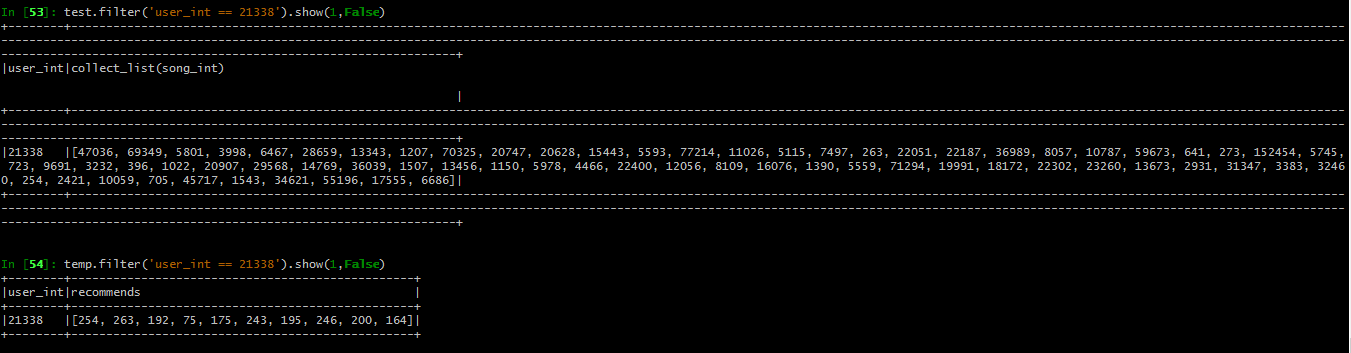 In [53]: test.filter('user_int == 21338').show(1,False)
|user_int|collect_list(song_int)
|
|21338   |[47036, 69349, 5801, 3998, 6467, 28659, 13343, 1207, 70325, 20747, 20628, 15443, 5593, 77214, 11026, 5115, 7497, 263, 22051, 22187, 36989, 8057, 10787, 59673, 641, 273, 152454, 5745,
 723, 9691, 3232, 396, 1022, 20907, 29568, 14769, 36039, 1507, 13456, 1150, 5978, 4466, 22400, 12056, 8109, 16076, 1390, 5559, 71294, 19991, 18172, 22302, 23260, 13673, 2931, 31347, 3383, 3246
0, 254, 2421, 10059, 705, 45717, 1543, 34621, 55196, 17555, 6686]|
In [54]: temp.filter('user_int == 21338').show(1,False)
|user_int|recommends                                       |
|21338   |[254, 263, 192, 75, 175, 243, 195, 246, 200, 164]|